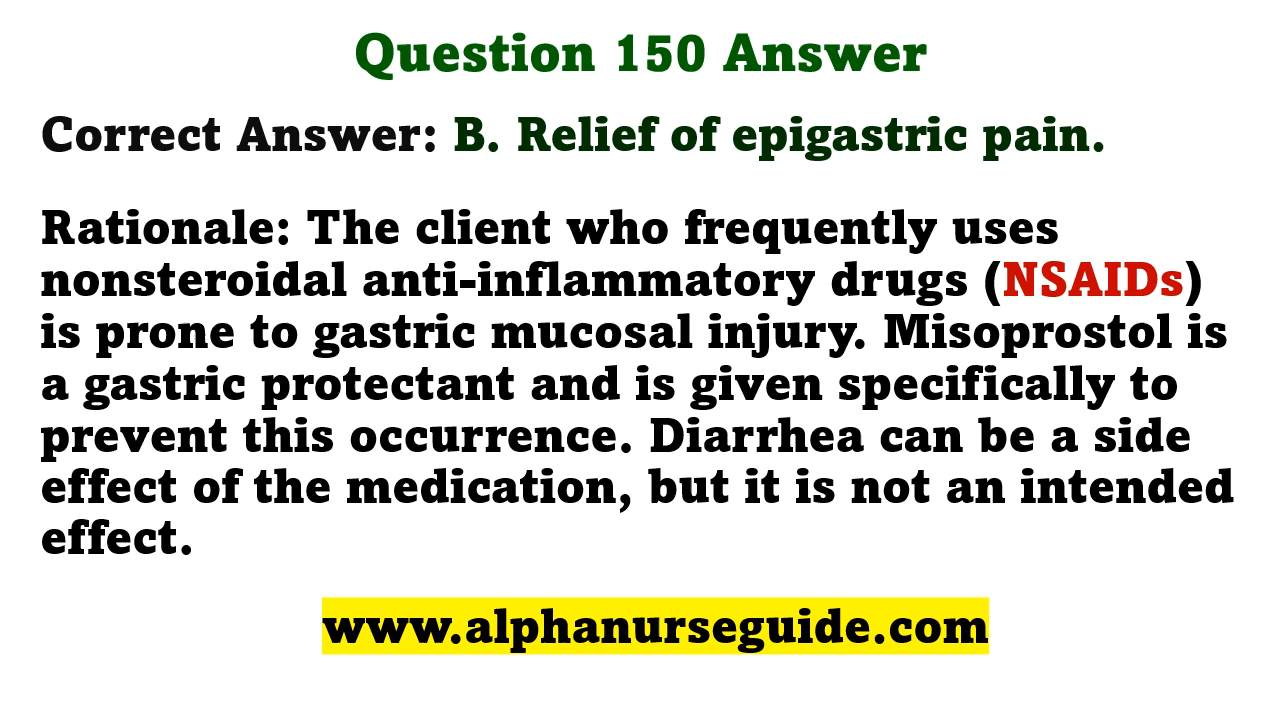 Question 150 Answer
Correct Answer: B. Relief of epigastric pain.
Rationale: The client who frequently uses
nonsteroidal anti-inflammatory drugs (NSAIDs)
is prone to gastric mucosal injury. Misoprostol is
a gastric protectant and is given specifically to
prevent this occurrence. Diarrhea can be a side
effect of the medication, but it is not an intended
effect.
www.alphanurseguide.com